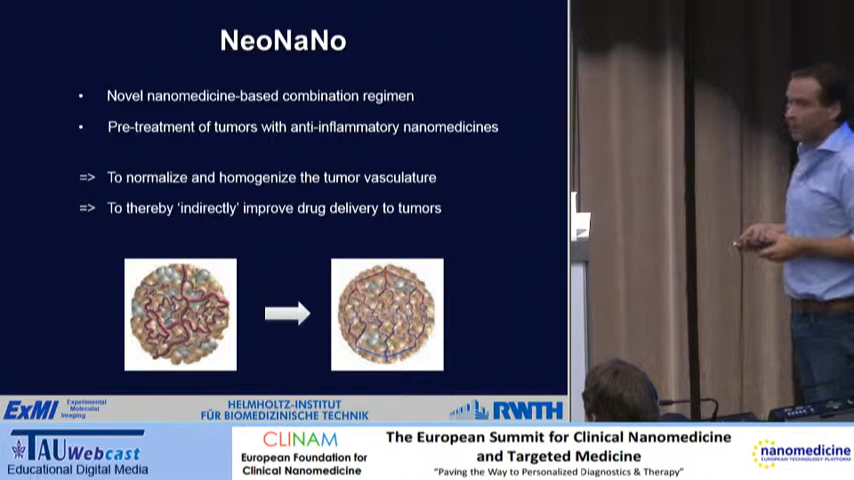 NeoNaNo
• Novel nanomedicine-based combination regimen
• Pre-treatment of tumors with anti-inflammatory nanomedicines
=> To normalize and homogenize the tumor vasculature
=> To thereby ‘indirectly’ improve drug delivery to tumors
ExMI
Experimental
Molecular
Imaging
HELMHOLTZ-INSTITUT
FÜR BIOMEDIZINISCHE TECHNIK
RWTH
TAUWebcast
Educational Digital Media
CLINAM
European Foundation for
Clinical Nanomedicine
The European Summit for Clinical Nanomedicine
and Targeted Medicine
"Paving the Way to Personalized Diagnostics & Therapy"
nanomedicine
EUROPEAN TECHNOLOGY PLATFORM